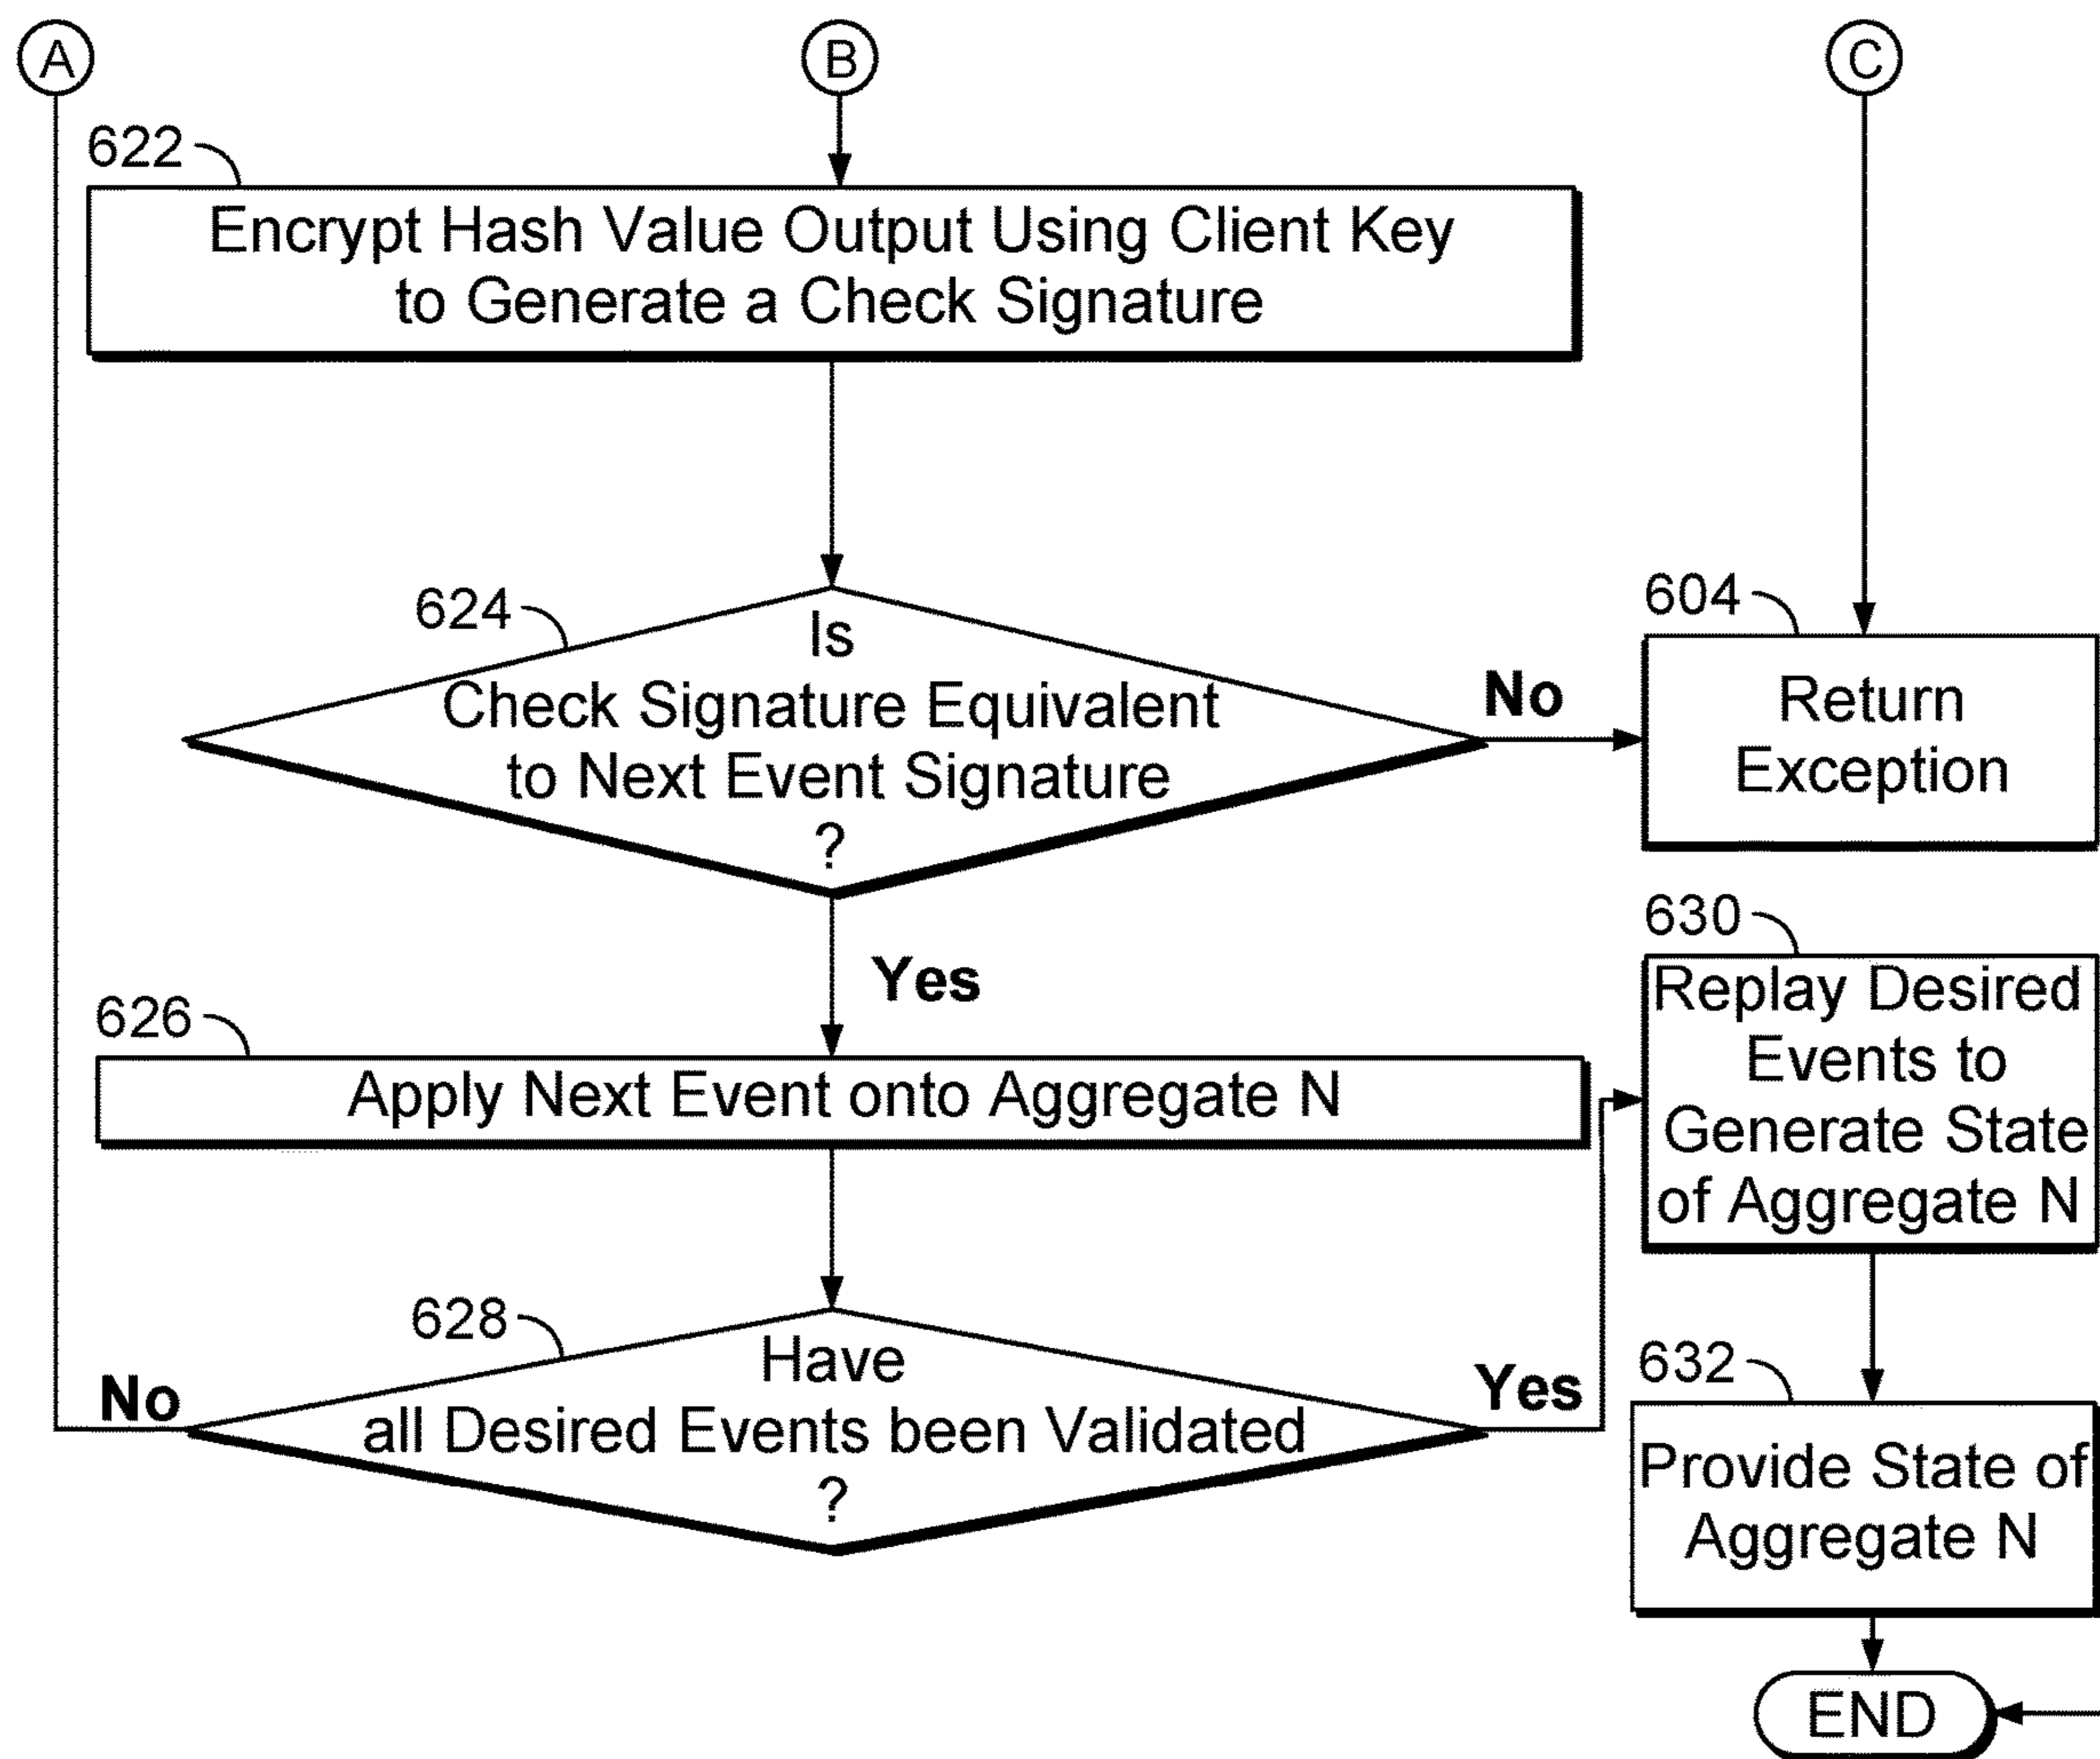 A
B
C
622
Encrypt Hash Value Output Using Client Key
to Generate a Check Signature
624
Is
Check Signature Equivalent
to Next Event Signature
?
No
604
Return
Exception
Yes
626
Apply Next Event onto Aggregate N
630
Replay Desired
Events to
Generate State
of Aggregate N
628
Have
all Desired Events been Validated
?
No
Yes
632
Provide State of
Aggregate N
END